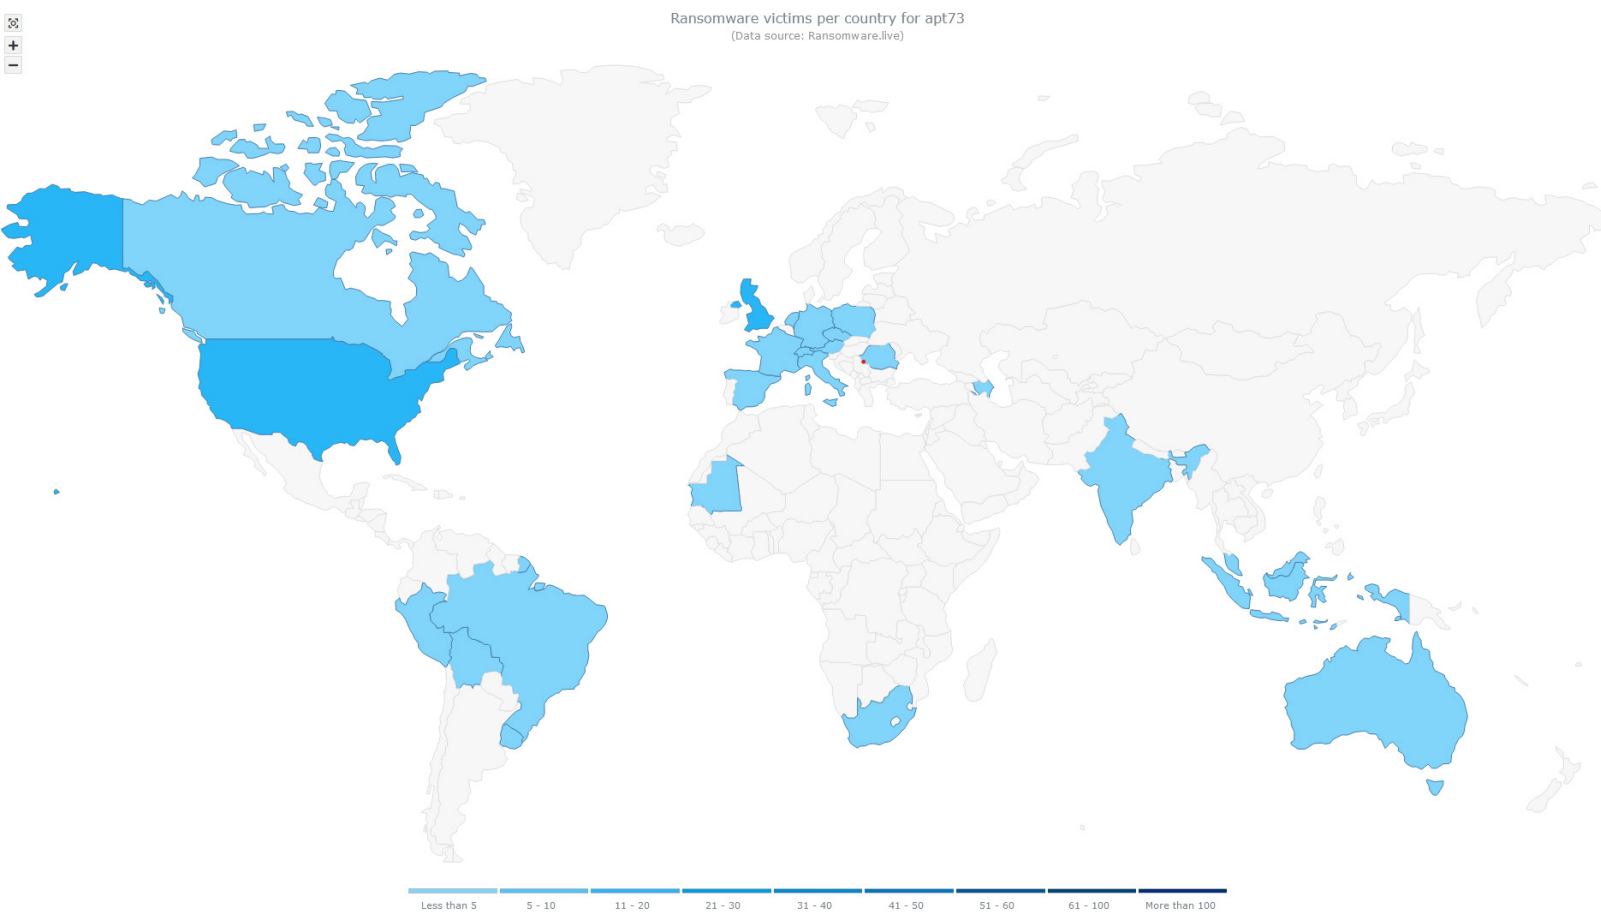 Ransomware victims per country for apt73
(Data source: Ransomware.live)
+
−
Less than 5
5 - 10
11 - 20
21 - 30
31 - 40
41 - 50
51 - 60
61 - 100
More than 100